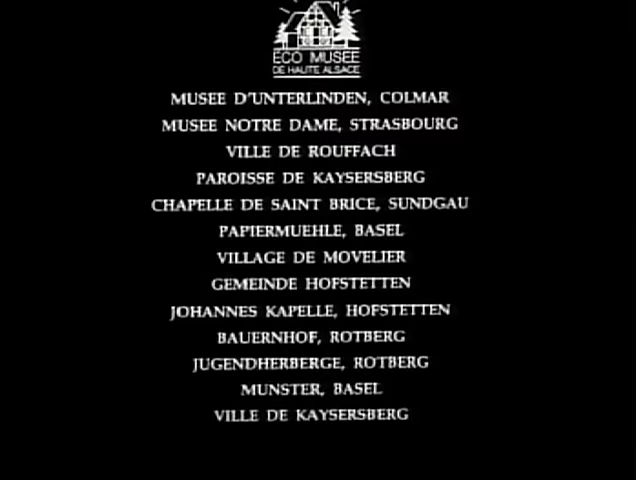 ECO MUSEE
DE HAUTE ALSACE
MUSEE D'UNTERLINDEN, COLMAR
MUSEE NOTRE DAME, STRASBOURG
VILLE DE ROUFFACH
PAROISSE DE KAYSERSBERG
CHAPELLE DE SAINT BRICE, SUNDGAU
PAPIERMUEHLE, BASEL
VILLAGE DE MOVELIER
GEMEINDE HOFSTETTEN
JOHANNES KAPELLE, HOFSTETTEN
BAUERNHOF, ROTBERG
JUGENDHERBERGE, ROTBERG
MUNSTER, BASEL
VILLE DE KAYSERSBERG